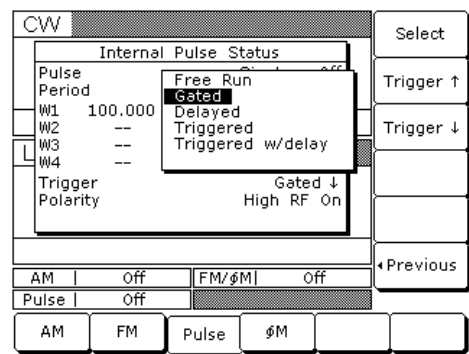 CW
Internal Pulse Status
Pulse
Period
W1 100.000
W2 --
W3 --
W4 --
Free Run
Gated
Delayed
Triggered
Triggered w/delay
Trigger Gated ↓
Polarity High RF On
AM | Off FM/ϕM| Off
Pulse | Off
Select
Trigger ↑
Trigger ↓
◂Previous
AM FM Pulse ϕM